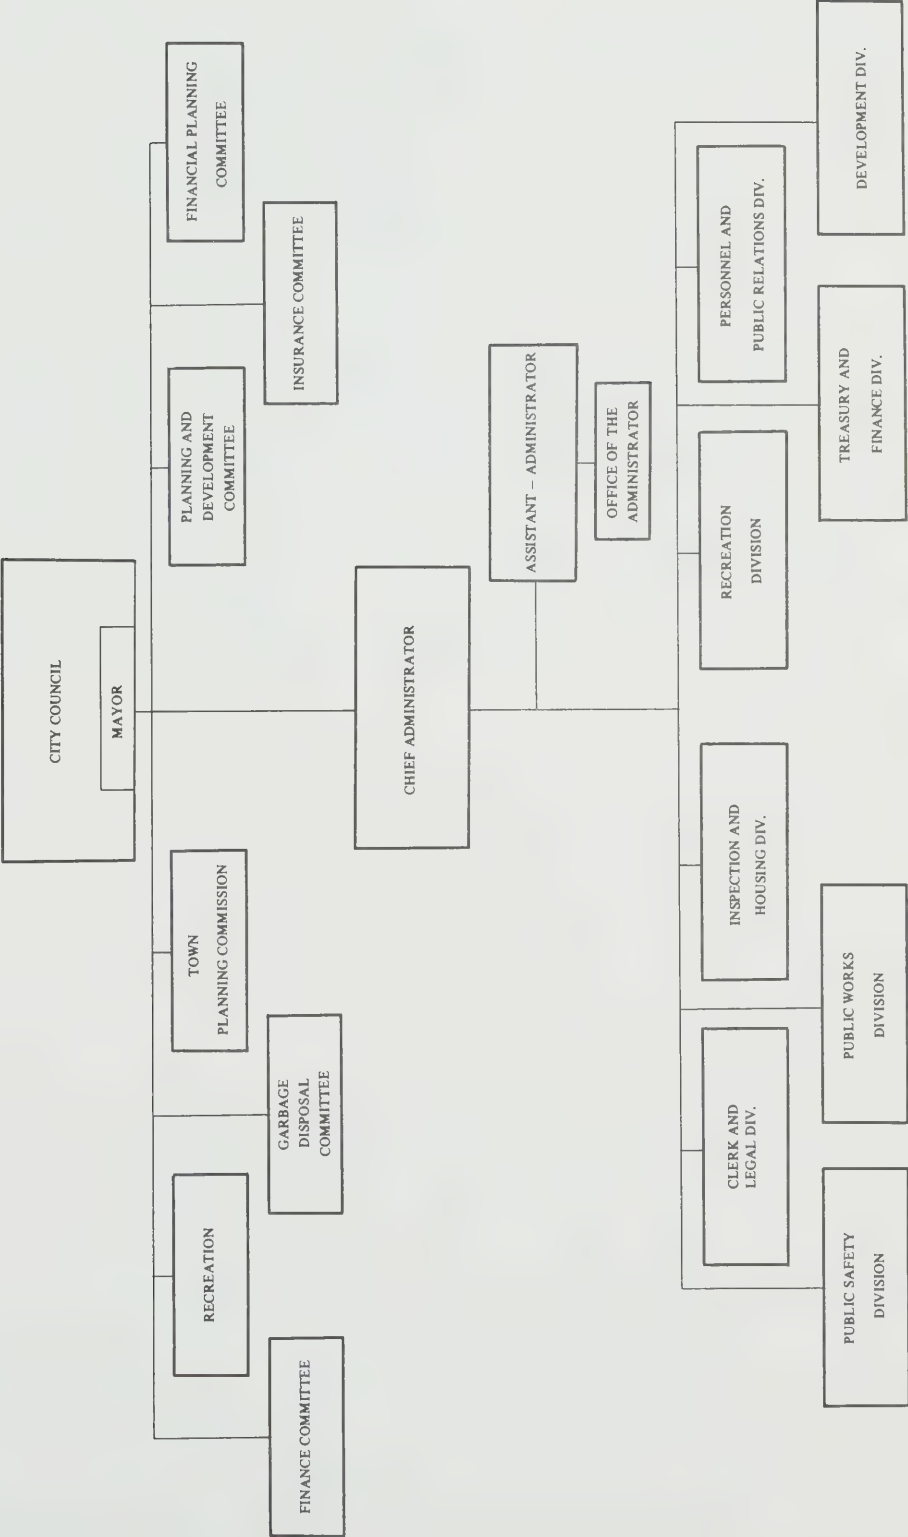 CITY COUNCIL
MAYOR
FINANCE COMMITTEE
RECREATION
GARBAGE
DISPOSAL
COMMITTEE
TOWN
PLANNING COMMISSION
PLANNING AND
DEVELOPMENT
COMMITTEE
INSURANCE COMMITTEE
FINANCIAL PLANNING
COMMITTEE
CHIEF ADMINISTRATOR
ASSISTANT – ADMINISTRATOR
OFFICE OF THE
ADMINISTRATOR
PUBLIC SAFETY
DIVISION
CLERK AND
LEGAL DIV.
PUBLIC WORKS
DIVISION
INSPECTION AND
HOUSING DIV.
RECREATION
DIVISION
TREASURY AND
FINANCE DIV.
PERSONNEL AND
PUBLIC RELATIONS DIV.
DEVELOPMENT DIV.